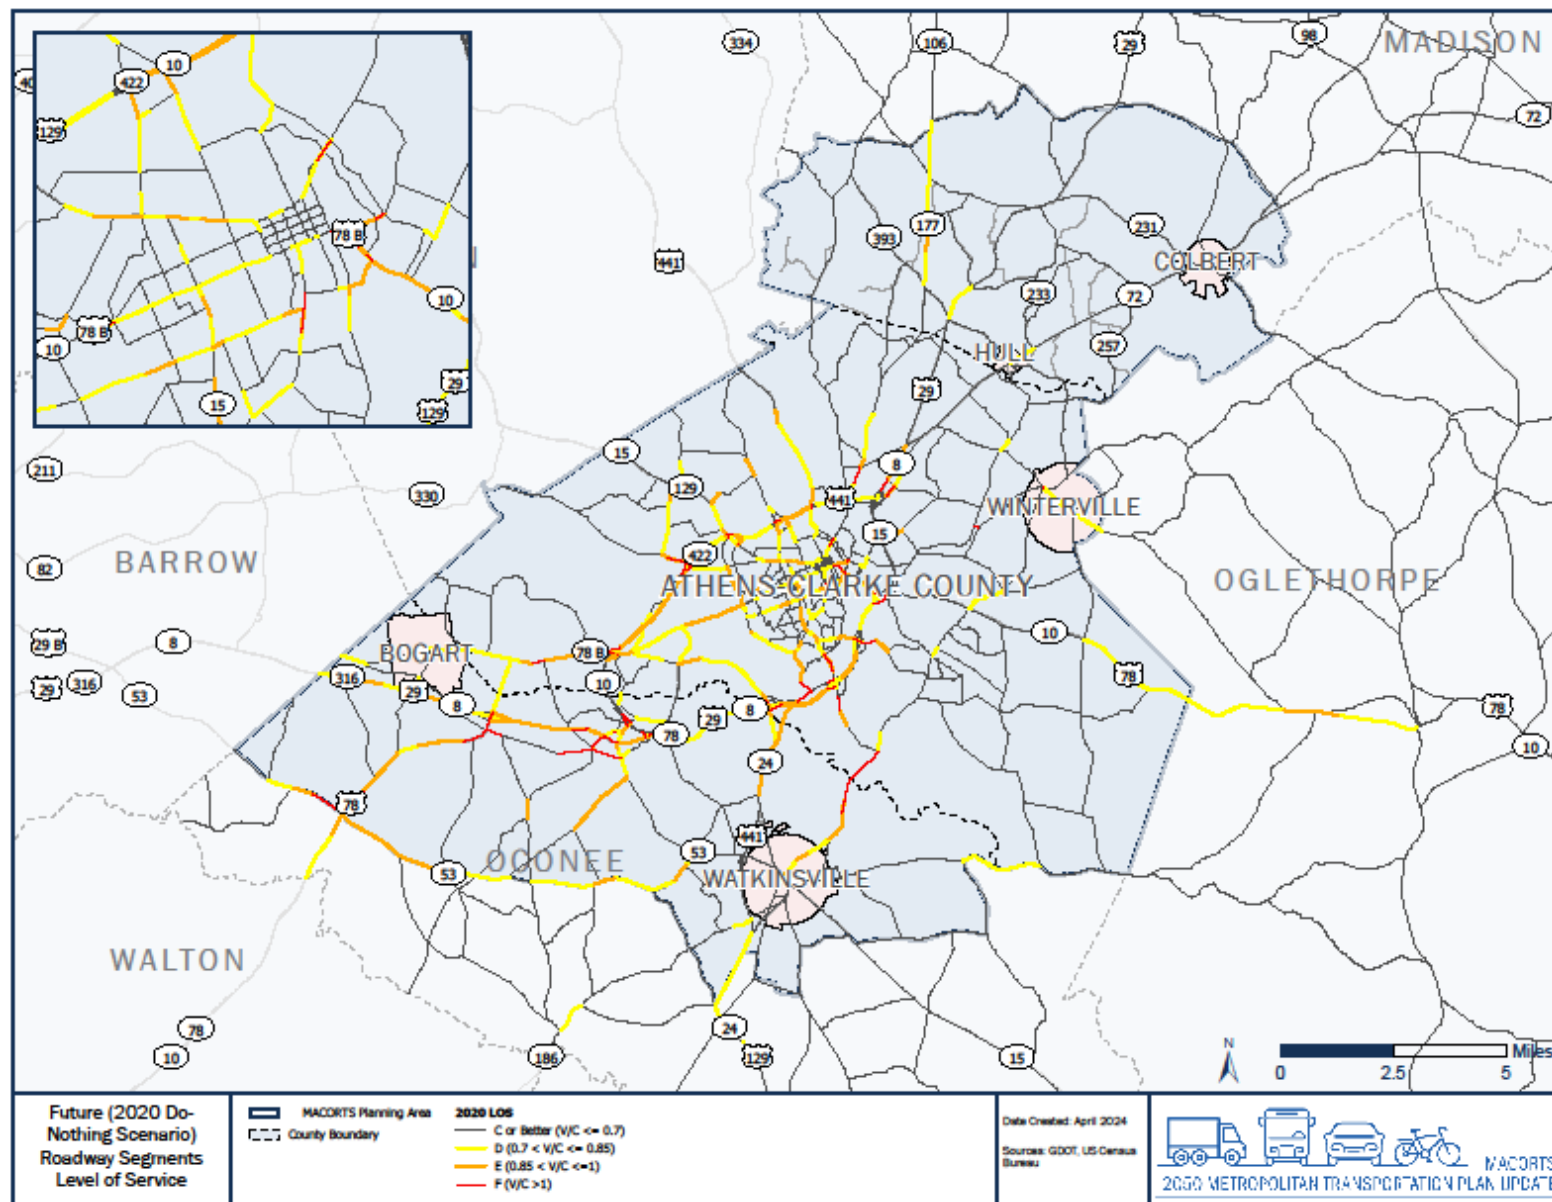 334
106
29
98
MADISON
40
10
422
129
72
78 B
10
78 B
10
15
29
129
441
393
177
231
COLBERT
233
72
257
HULL
29
211
15
330
129
8
441
WINTERVILLE
15
422
BARROW
82
ATHENS-CLARKE COUNTY
OGLETHORPE
10
29 B
8
BOGART
78 B
316
29
53
316
29
8
10
8
29
78
78
78
10
24
78
441
53
OCONEE
53
WATKINSVILLE
WALTON
78
10
186
24
129
15
N
Miles
0 2.5 5
Future (2020 Do-
Nothing Scenario)
Roadway Segments
Level of Service
MACORTS Planning Area
County Boundary
2020 LOS
C or Better (V/C <= 0.7)
D (0.7 < V/C <= 0.85)
E (0.85 < V/C <=1)
F (V/C >1)
Date Created: April 2024
Sources: GDOT, US Census
Bureau
MACORTS
2050 METROPOLITAN TRANSPORTATION PLAN UPDATE